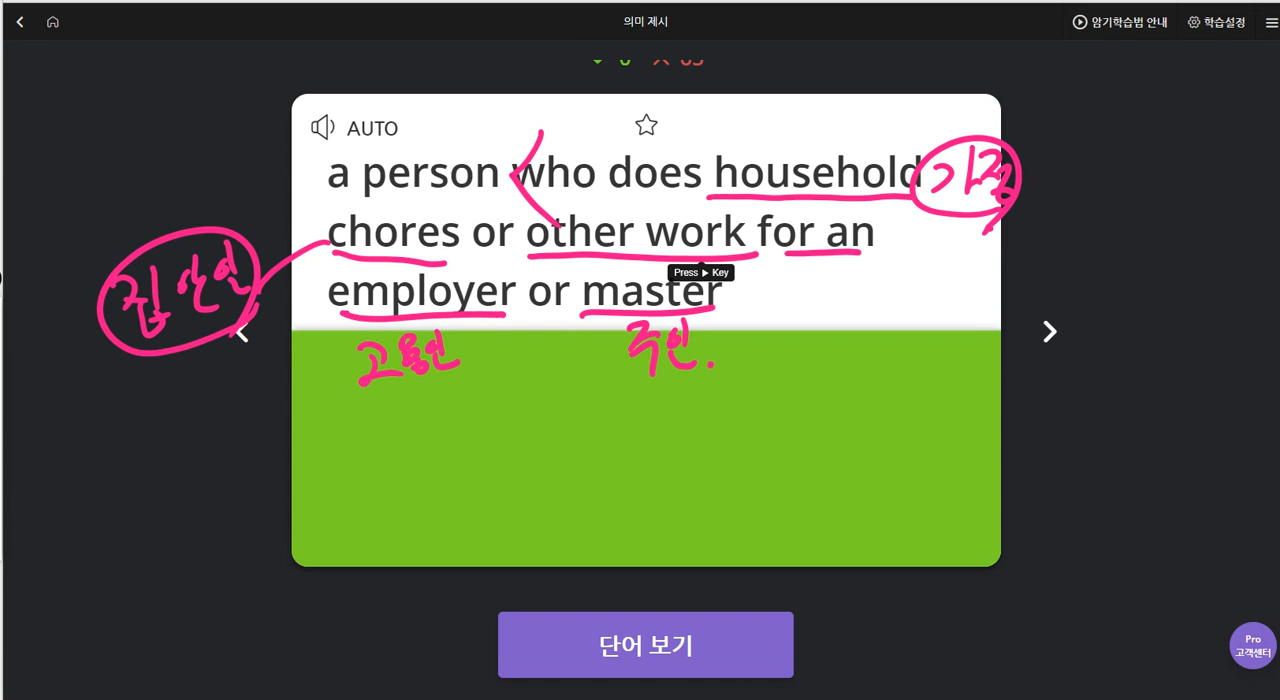 의미 제시
암기학습법 안내
학습설정
AUTO
a person who does household
chores or other work for an
employer or master
Press ▶ Key
가정
집안일
고용인
주인.
단어 보기
Pro
고객센터